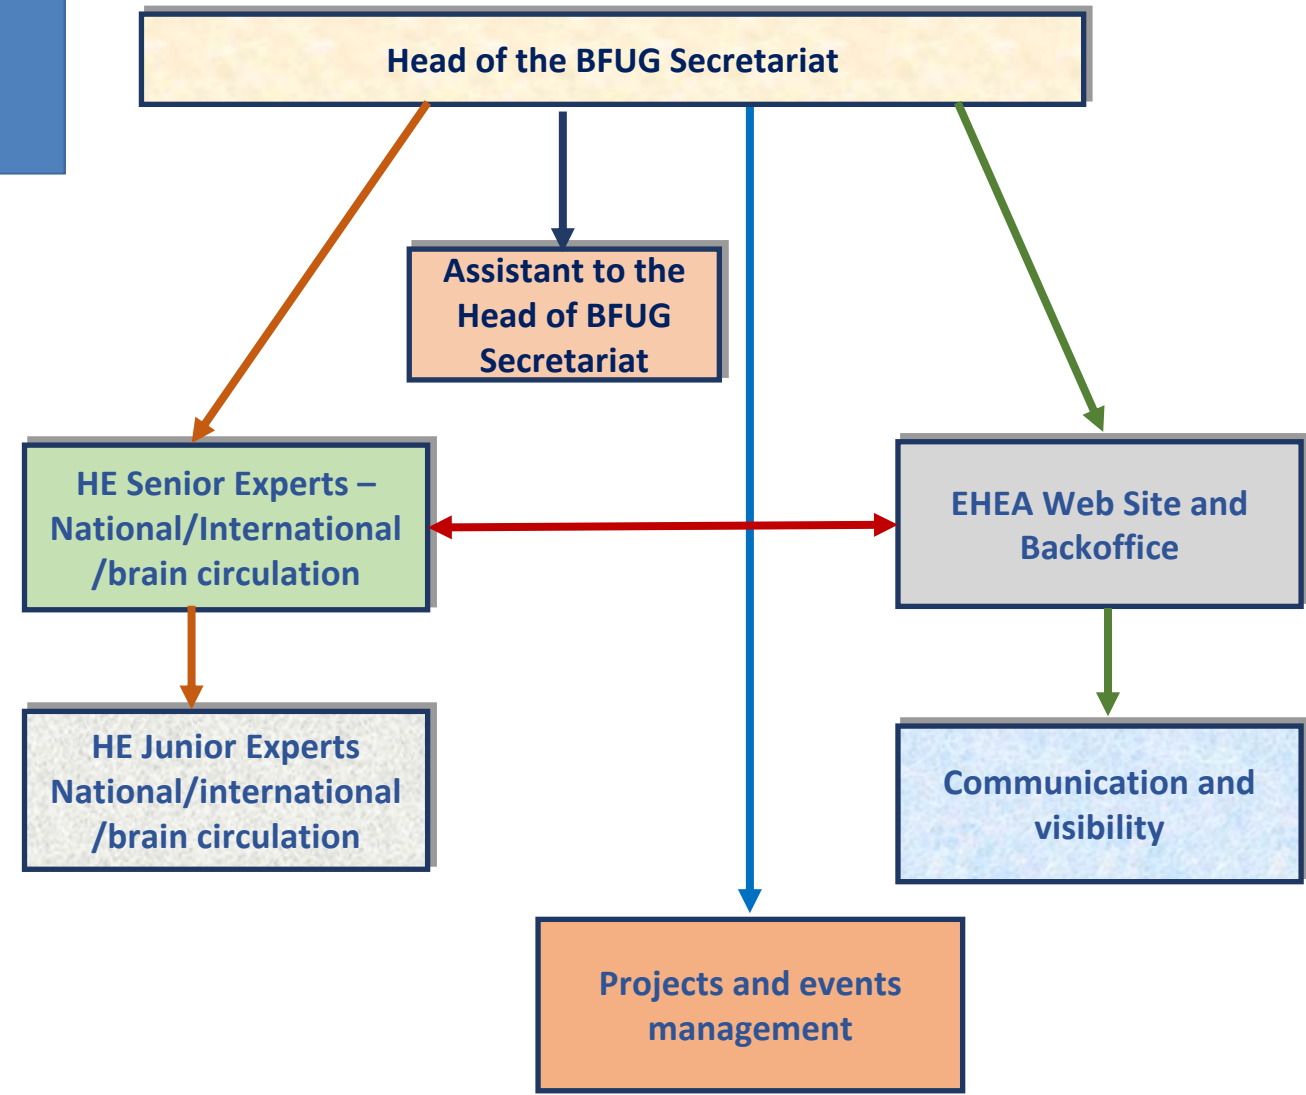 Head of the BFUG Secretariat
Assistant to the
Head of BFUG
Secretariat
HE Senior Experts –
National/International
/brain circulation
EHEA Web Site and
Backoffice
HE Junior Experts
National/international
/brain circulation
Communication and
visibility
Projects and events
management